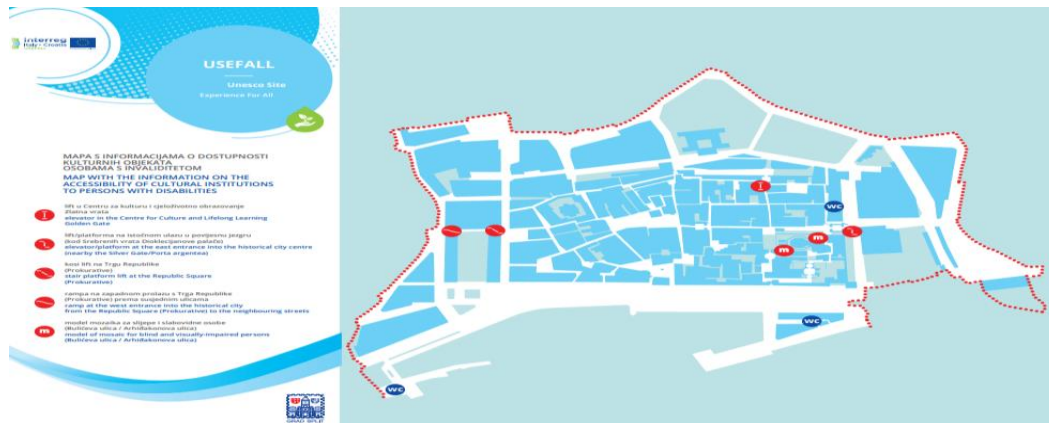 interreg
Italy - Croatia
USEFALL
Unesco Site
Experience For All
MAPA S INFORMACIJAMA O DOSTUPNOSTI
KULTURNIH OBJEKATA
OSOBAMA S INVALIDITETOM
MAP WITH THE INFORMATION ON THE
ACCESSIBILITY OF CULTURAL INSTITUTIONS
TO PERSONS WITH DISABILITIES
lift u Centru za kulturu i cjeloživotno obrazovanje
Zlatna vrata
elevator in the Centre for Culture and Lifelong Learning
Golden Gate
lift/platforma na istočnom ulazu u povijesnu jezgru
(kod Srebrenih vrata Dioklecijanove palače)
elevator/platform at the east entrance into the historical city centre
(nearby the Silver Gate/Porta argentea)
kosi lift na Trgu Republike
(Prokurative)
stair platform lift at the Republic Square
(Prokurative)
rampa na zapadnom prolazu s Trga Republike
(Prokurative) prema susjednim ulicama
ramp at the west entrance into the historical city
from the Republic Square (Prokurative) to the neighbouring streets
m
model mozaika za slijepe i slabovidne osobe
(Bulićeva ulica / Arhiđakonova ulica)
model of mosaic for blind and visually-impaired persons
(Bulićeva ulica / Arhiđakonova ulica)
GRAD SPLIT
WC
m
m
WC
WC